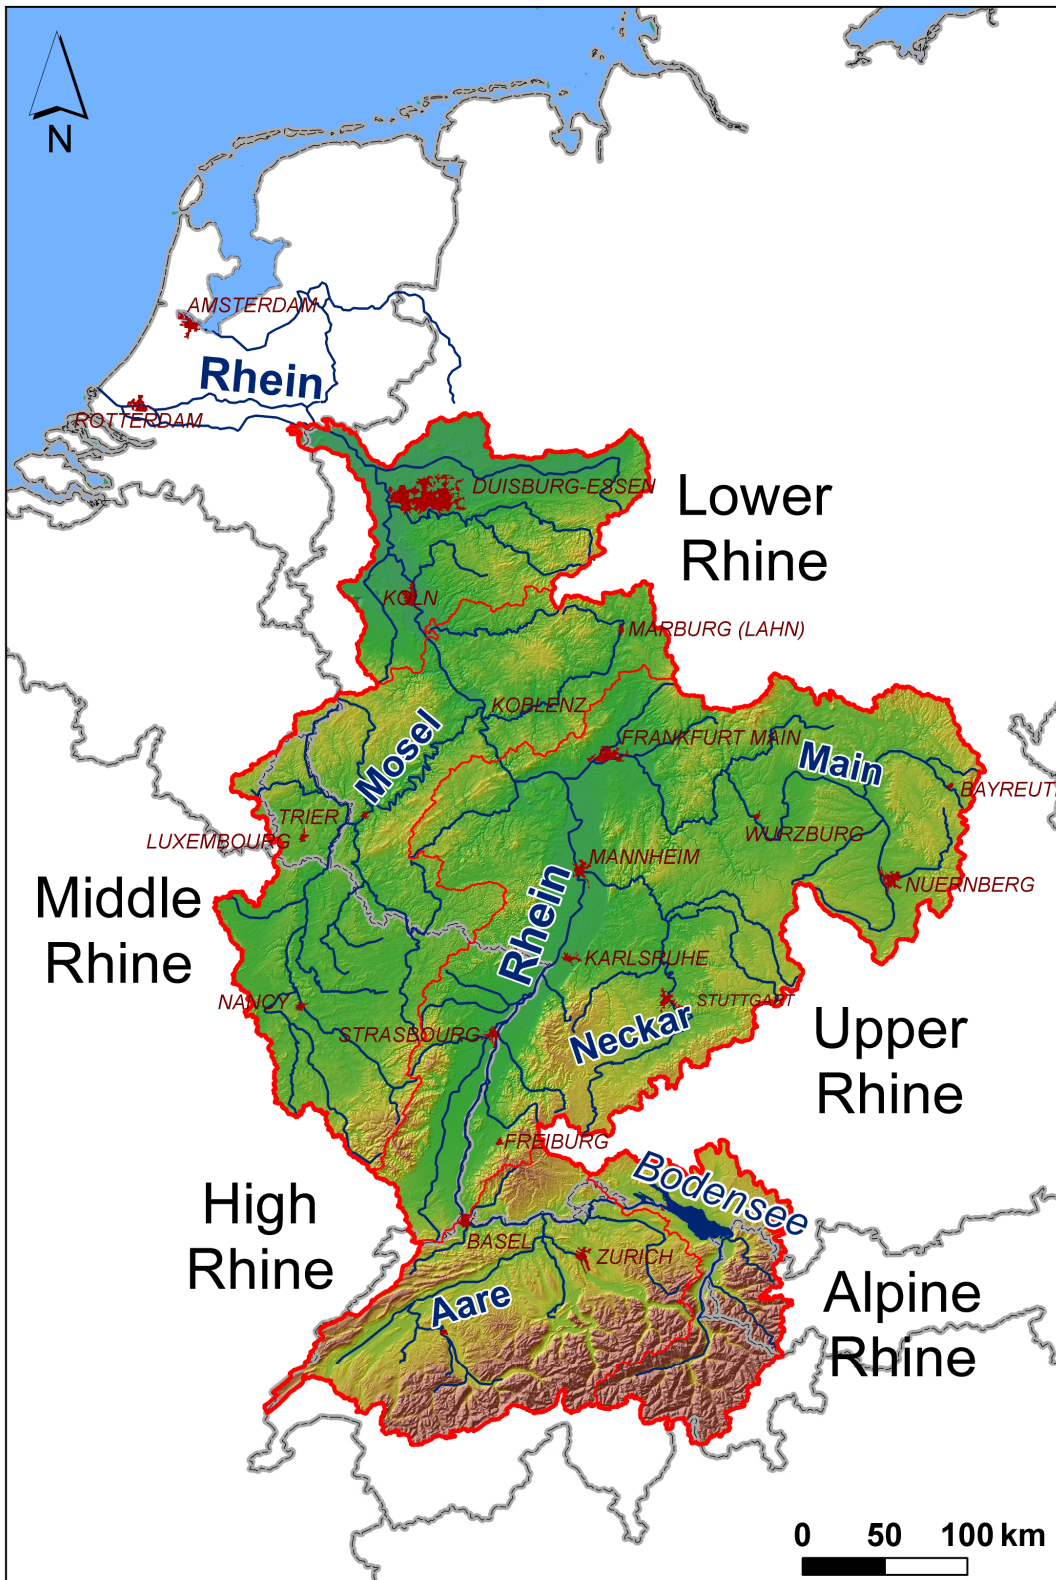 N
AMSTERDAM
Rhein
ROTTERDAM
DUISBURG-ESSEN
Lower
Rhine
KÖLN
MARBURG (LAHN)
KOBLENZ
Mosel
FRANKFURT MAIN
Main
BAYREUT
TRIER
LUXEMBOURG
WURZBURG
MANNHEIM
NUERNBERG
Middle
Rhine
Rhein
KARLSRUHE
NANCY
STUTTGART
STRASBOURG
Neckar
Upper
Rhine
FREIBURG
Bodensee
High
Rhine
BASEL
ZURICH
Aare
Alpine
Rhine
0 50 100 km